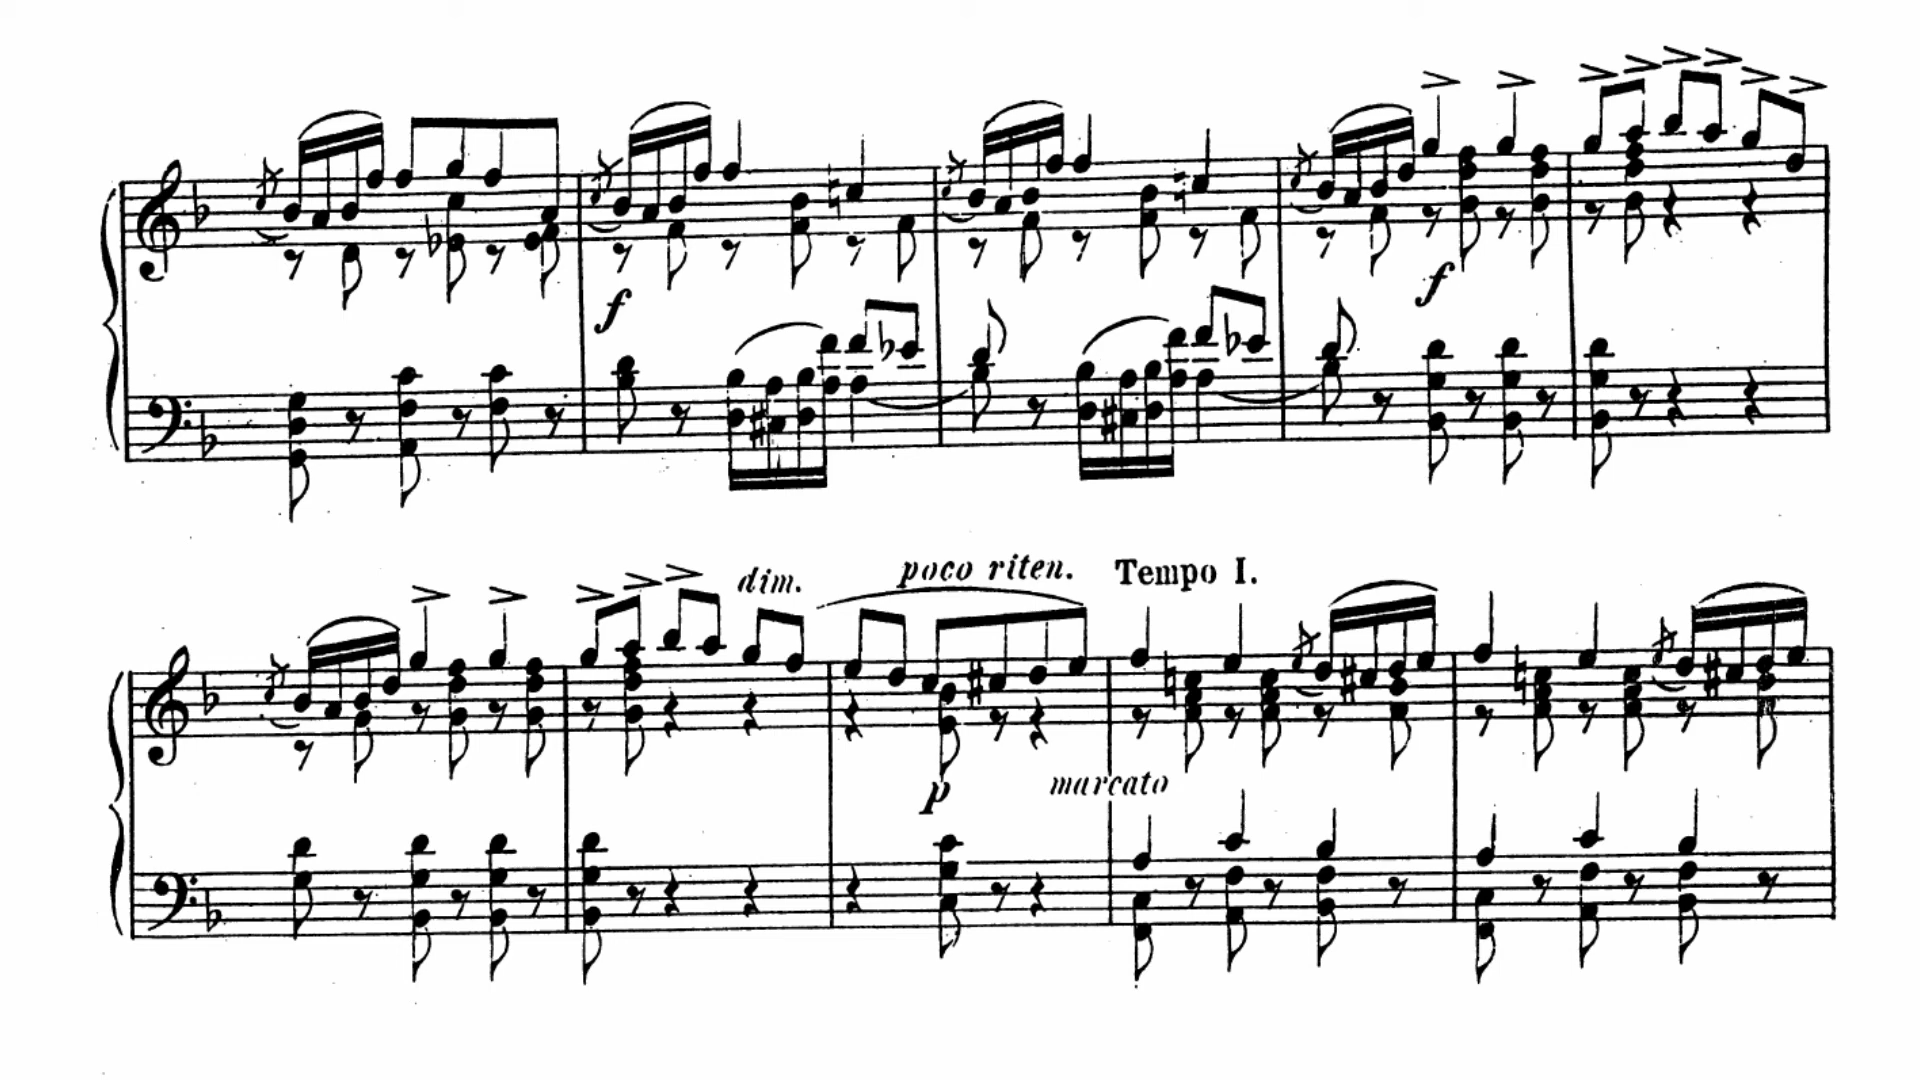 f
f
dim. poco riten. Tempo I.
p marcato